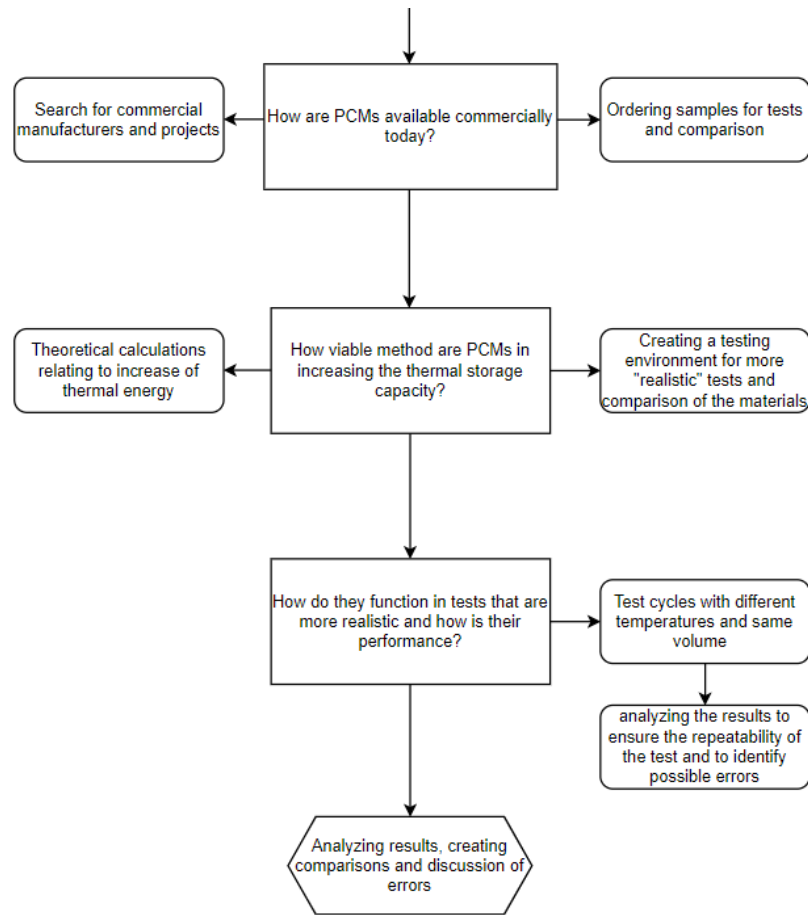 Search for commercial
manufacturers and projects
How are PCMs available commercially
today?
Ordering samples for tests
and comparison
Theoretical calculations
relating to increase of
thermal energy
How viable method are PCMs in
increasing the thermal storage
capacity?
Creating a testing
environment for more
"realistic" tests and
comparison of the materials
How do they function in tests that are
more realistic and how is their
performance?
Test cycles with different
temperatures and same
volume
analyzing the results to
ensure the repeatability of
the test and to identify
possible errors
Analyzing results, creating
comparisons and discussion of
errors